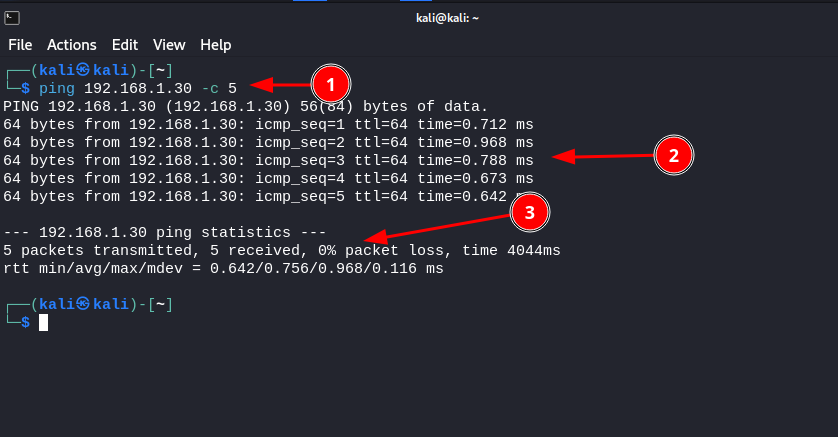 kali@kali: ~
File Actions Edit View Help
┌──(kali㉿kali)-[~]
└─$ ping 192.168.1.30 -c 5
1
PING 192.168.1.30 (192.168.1.30) 56(84) bytes of data.
64 bytes from 192.168.1.30: icmp_seq=1 ttl=64 time=0.712 ms
64 bytes from 192.168.1.30: icmp_seq=2 ttl=64 time=0.968 ms
64 bytes from 192.168.1.30: icmp_seq=3 ttl=64 time=0.788 ms
2
64 bytes from 192.168.1.30: icmp_seq=4 ttl=64 time=0.673 ms
64 bytes from 192.168.1.30: icmp_seq=5 ttl=64 time=0.642
3
--- 192.168.1.30 ping statistics ---
5 packets transmitted, 5 received, 0% packet loss, time 4044ms
rtt min/avg/max/mdev = 0.642/0.756/0.968/0.116 ms
┌──(kali㉿kali)-[~]
└─$